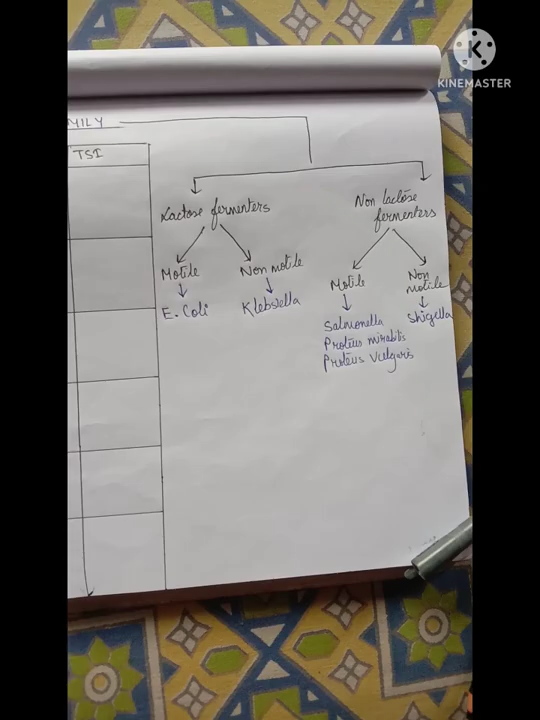 KINEMASTER
MILY
TSI
Lactose fermenters
Non lactose
fermenters
Motile
Non motile
E. Coli
Klebsiella
Motile
Non
motile
Salmonella
Proteus mirabilis
Proteus vulgaris
Shigella